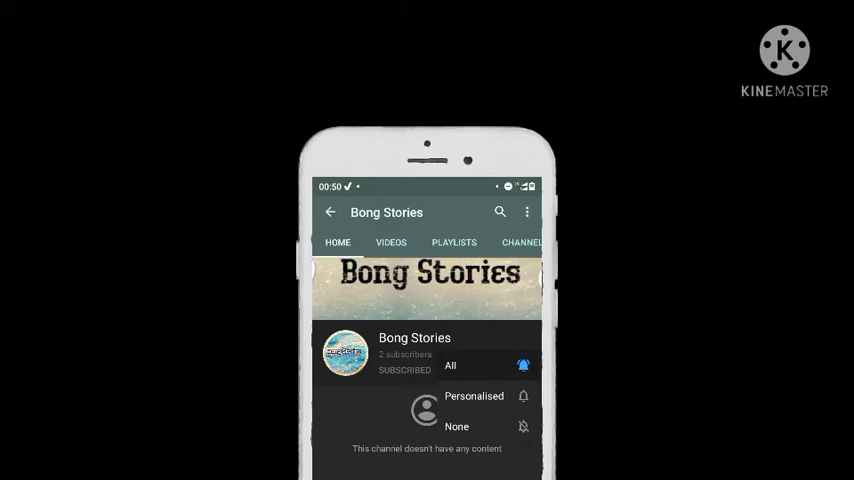 KINEMASTER
00:50
Bong Stories
HOME VIDEOS PLAYLISTS CHANNEL
Bong Stories
Bong Stories
2 subscribers
SUBSCRIBED
All
Personalised
None
This channel doesn't have any content